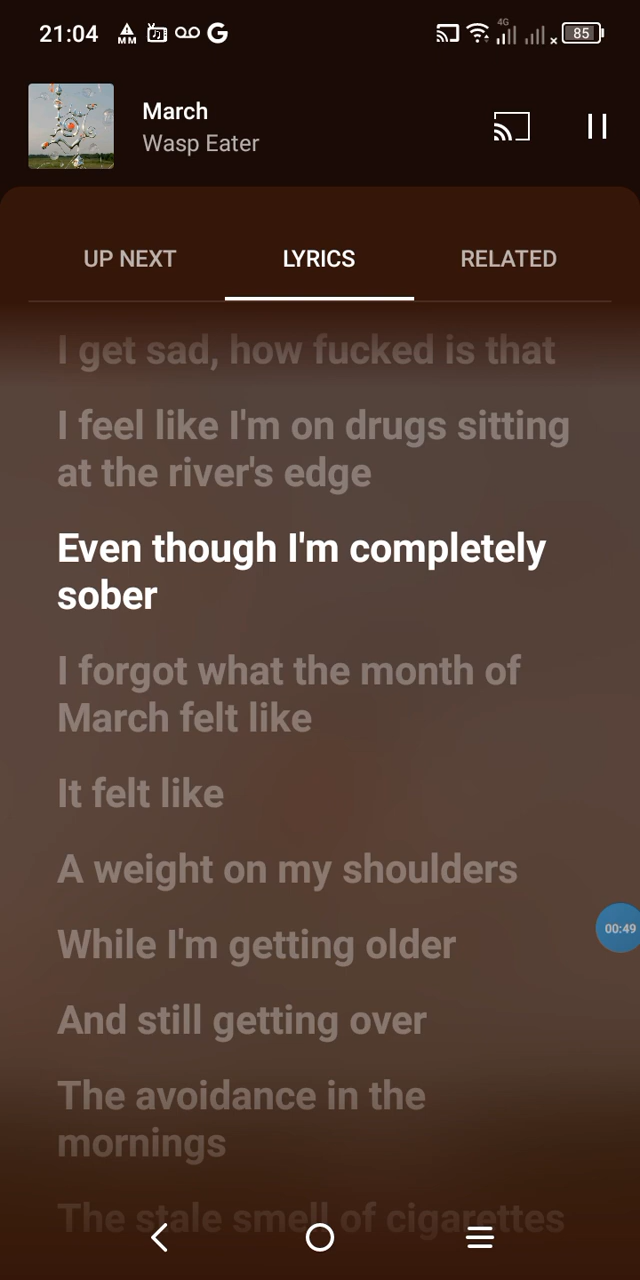 21:04
MM
G
4G
85
March
Wasp Eater
UP NEXT
LYRICS
RELATED
I get sad, how fucked is that
I feel like I'm on drugs sitting
at the river's edge
Even though I'm completely
sober
I forgot what the month of
March felt like
It felt like
A weight on my shoulders
While I'm getting older
00:49
And still getting over
The avoidance in the
mornings
The stale smell of cigarettes